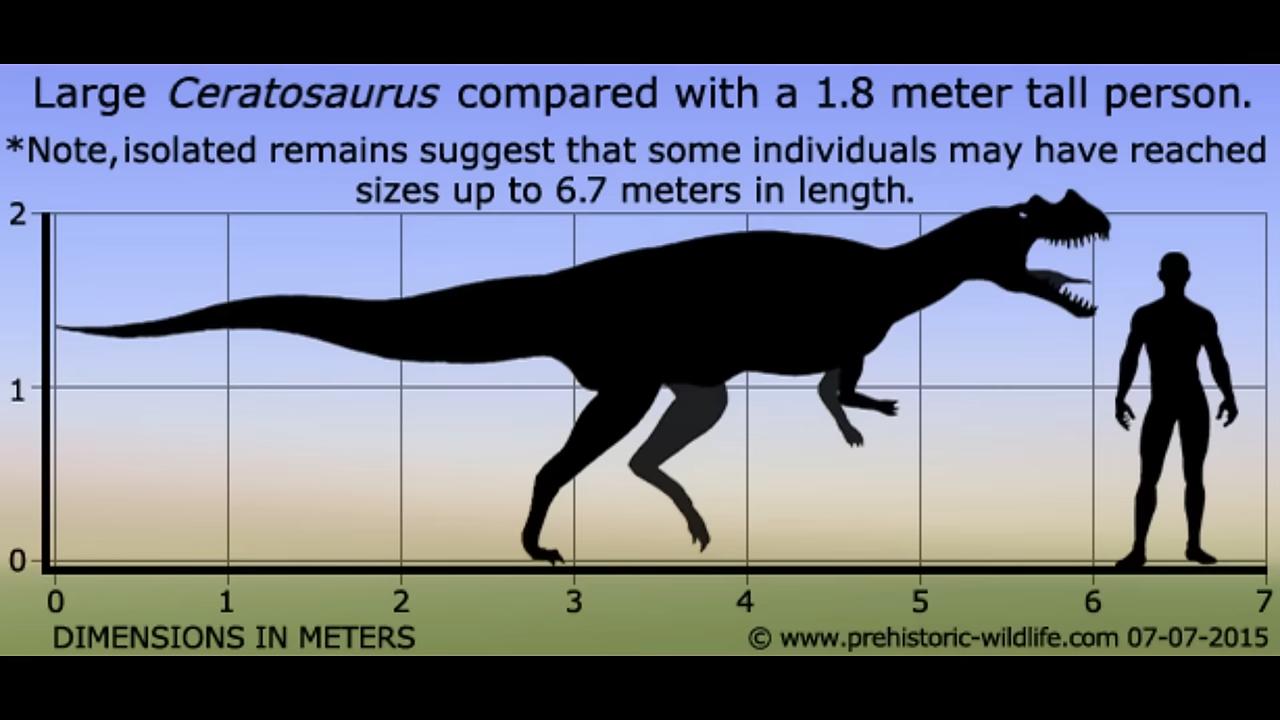 Large Ceratosaurus compared with a 1.8 meter tall person.
*Note, isolated remains suggest that some individuals may have reached
sizes up to 6.7 meters in length.
2
1
0
0 1 2 3 4 5 6 7
DIMENSIONS IN METERS © www.prehistoric-wildlife.com 07-07-2015